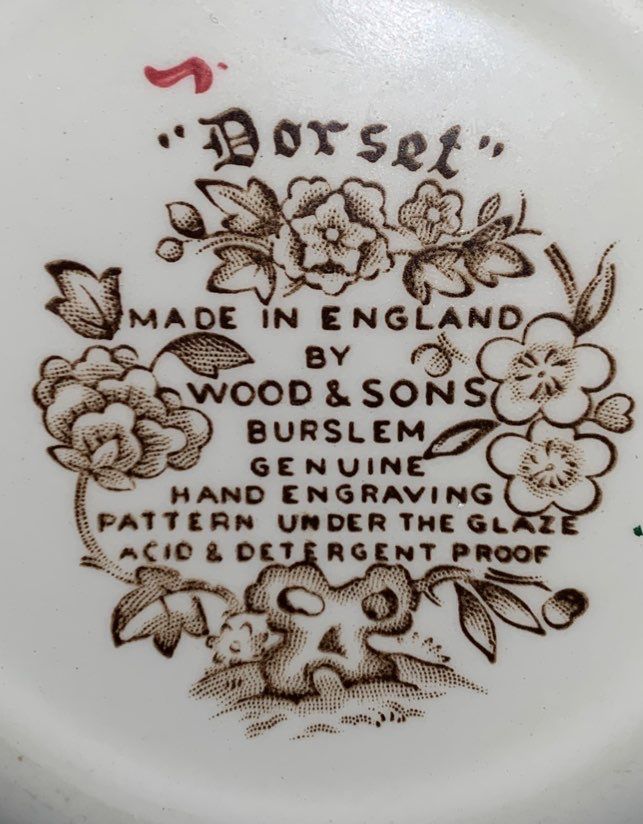 "Dorset"
MADE IN ENGLAND
BY
WOOD & SONS
BURSLEM
GENUINE
HAND ENGRAVING
PATTERN UNDER THE GLAZE
ACID & DETERGENT PROOF